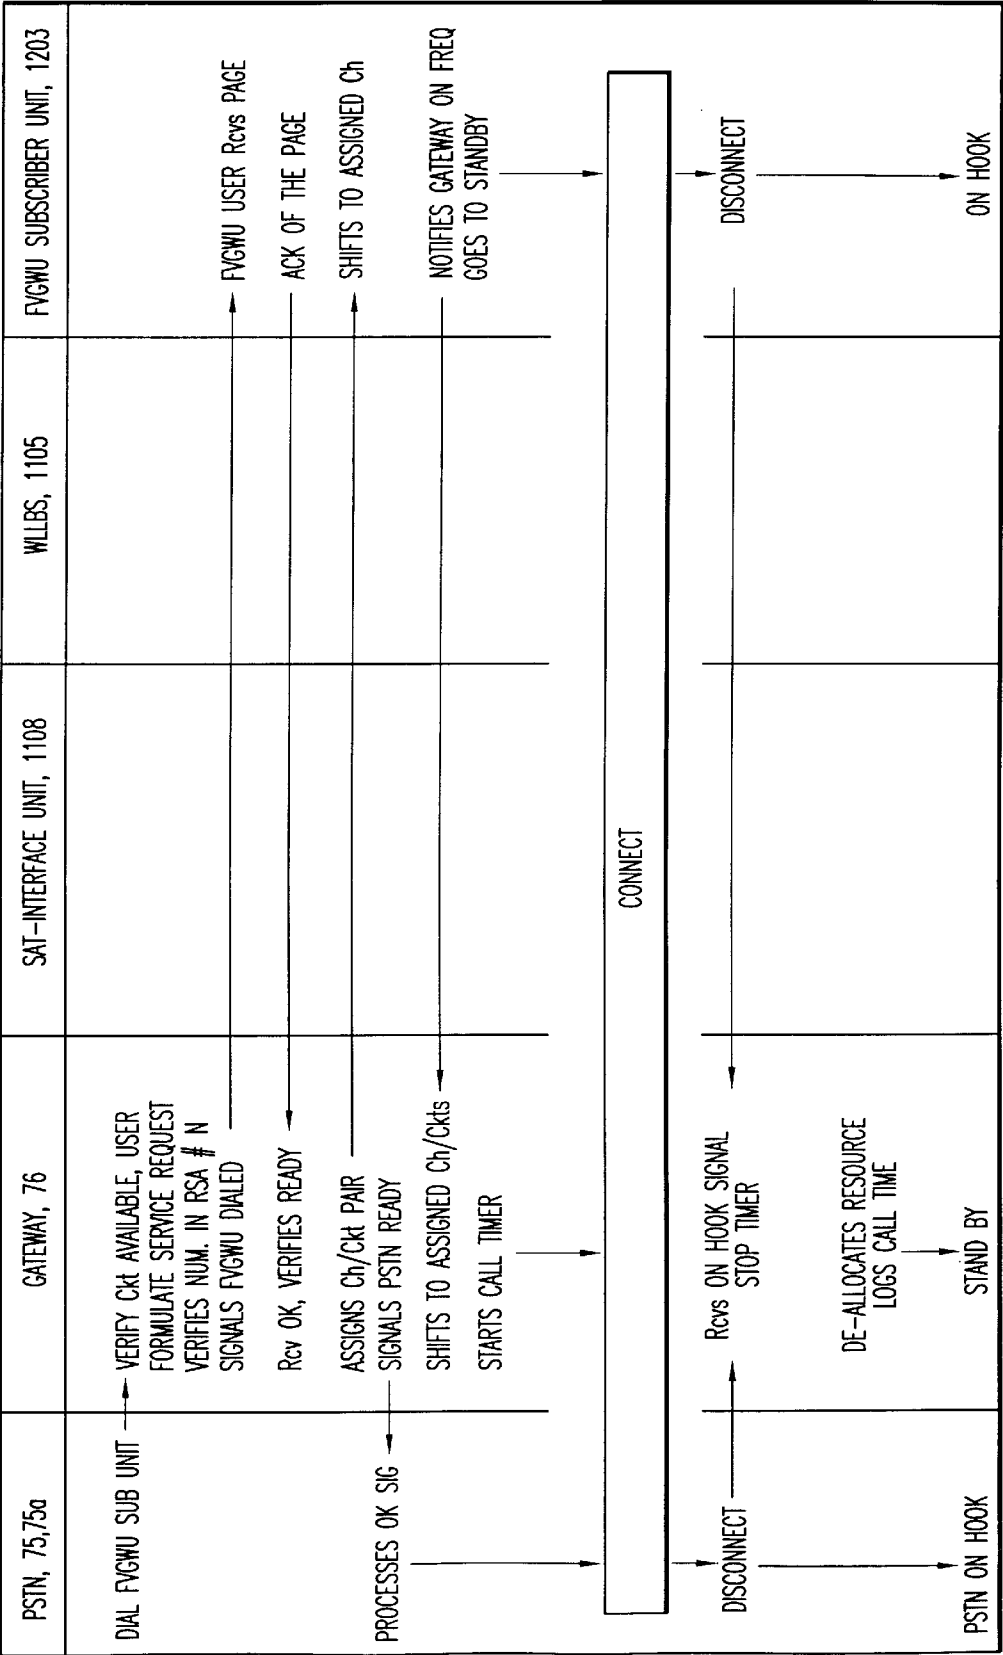 PSTN, 75,75a
GATEWAY, 76
SAT-INTERFACE UNIT, 1108
WLLBS, 1105
FVGWU SUBSCRIBER UNIT, 1203
DIAL FVGWU SUB UNIT
VERIFY Ckt AVAILABLE, USER
FORMULATE SERVICE REQUEST
VERIFIES NUM. IN RSA # N
SIGNALS FVGWU DIALED
FVGWU USER Rcvs PAGE
Rcv OK, VERIFIES READY
ACK OF THE PAGE
ASSIGNS Ch/Ckt PAIR
SHIFTS TO ASSIGNED Ch
SIGNALS PSTN READY
PROCESSES OK SIG
SHIFTS TO ASSIGNED Ch/Ckts
NOTIFIES GATEWAY ON FREQ
GOES TO STANDBY
STARTS CALL TIMER
CONNECT
DISCONNECT
Rcvs ON HOOK SIGNAL
STOP TIMER
DISCONNECT
DE-ALLOCATES RESOURCE
LOGS CALL TIME
PSTN ON HOOK
STAND BY
ON HOOK